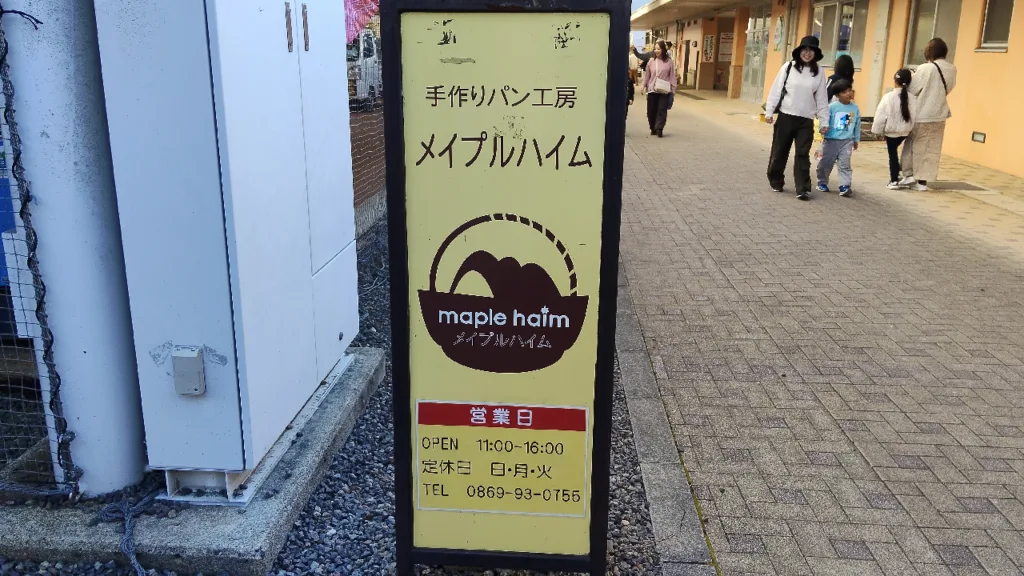 手作りパン工房
メイプルハイム
maple haim
メイプルハイム
営業日
OPEN 11:00~16:00
定休日 日・月・火
TEL 0869-93-0755